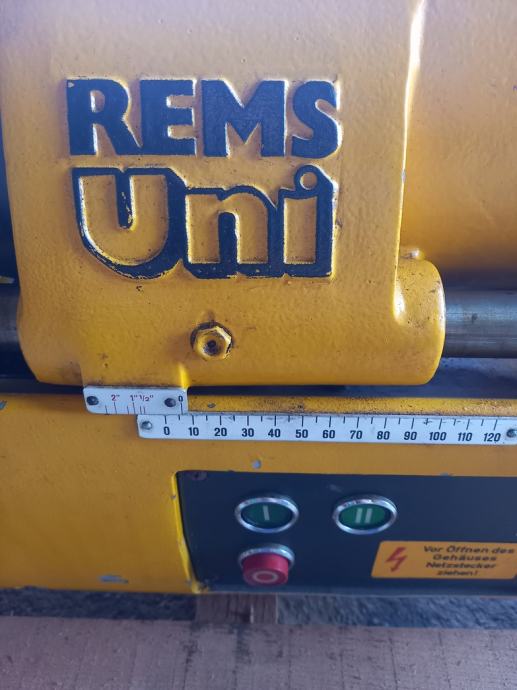 REMS
Uni
2" 1" 1/2" 0
0 10 20 30 40 50 60 70 80 90 100 110 120
I II
Vor Öffnen des
Gehäuses
Netzstecker
ziehen!